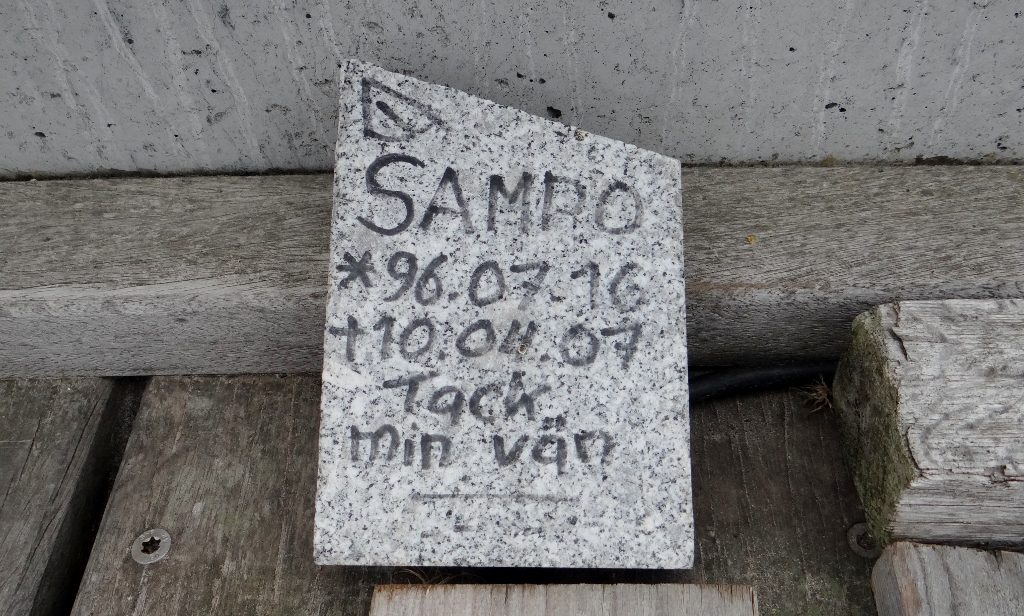 SAMPO
*96.07.16
†10.04.07
Tack
min vän